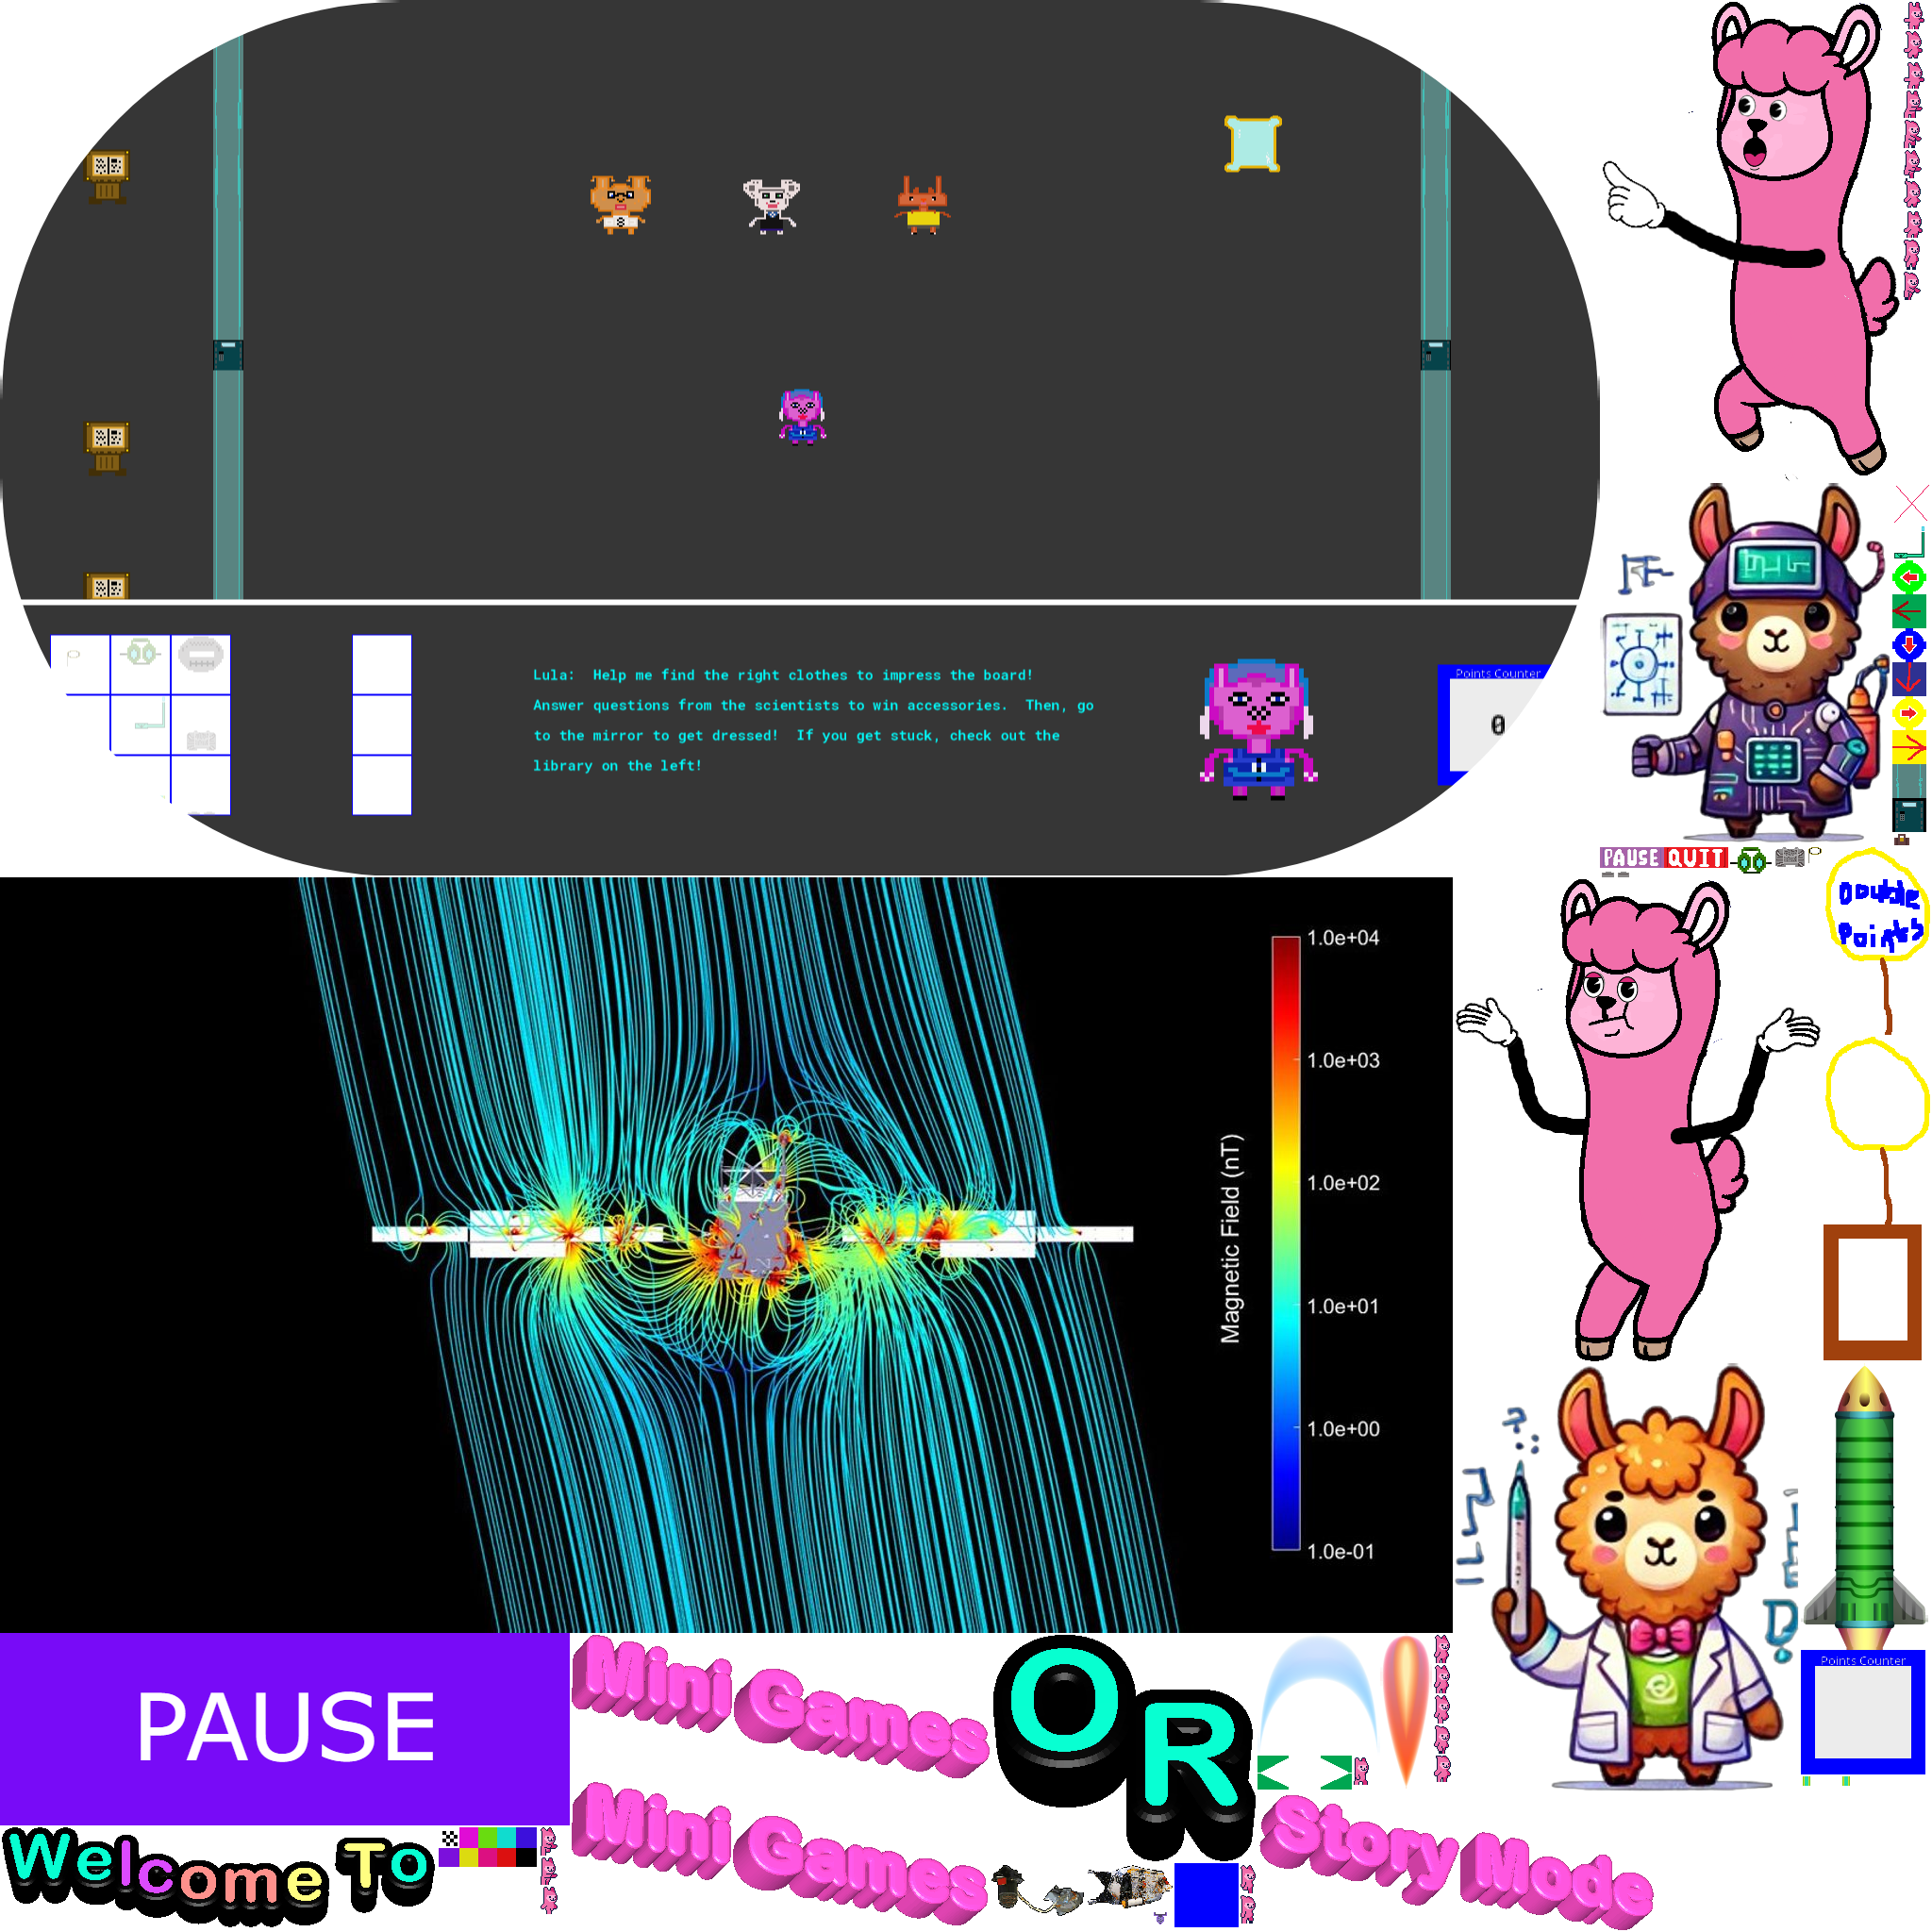 Lula:  Help me find the right clothes to impress the board!
Answer questions from the scientists to win accessories.  Then, go
to the mirror to get dressed!  If you get stuck, check out the
library on the left!
Points Counter
0
PAUSE QUIT
Double
Points
1.0e+04
1.0e+03
1.0e+02
1.0e+01
1.0e+00
1.0e-01
Magnetic Field (nT)
Points Counter
PAUSE
Mini Games
OR
Mini Games
Story Mode
Welcome To